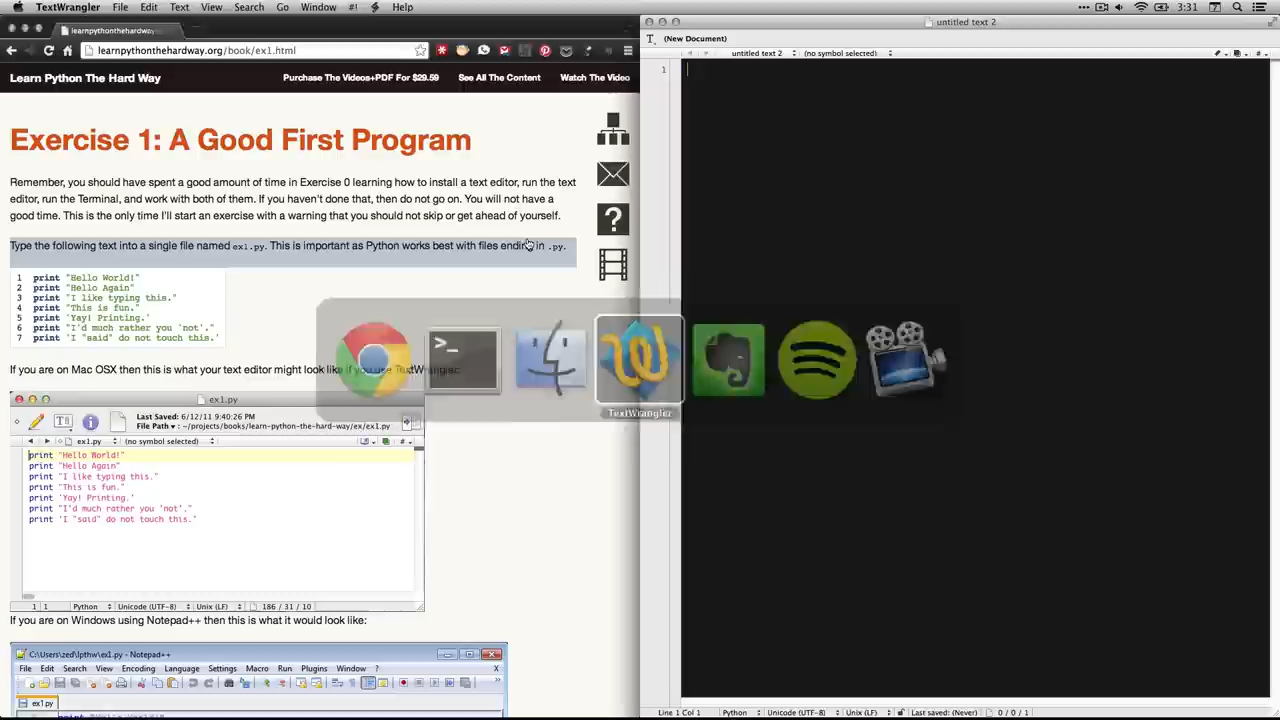 TextWrangler File Edit Text View Search Go Window # Help 3:31
learnpythonthehardway.org
learnpythonthehardway.org/book/ex1.html
Learn Python The Hard Way Purchase The Videos+PDF For $29.59 See All The Content Watch The Video
Exercise 1: A Good First Program
Remember, you should have spent a good amount of time in Exercise 0 learning how to install a text editor, run the text
editor, run the Terminal, and work with both of them. If you haven't done that, then do not go on. You will not have a
good time. This is the only time I'll start an exercise with a warning that you should not skip or get ahead of yourself.
Type the following text into a single file named ex1.py. This is important as Python works best with files ending in .py.
1 print "Hello World!"
2 print "Hello Again"
3 print "I like typing this."
4 print "This is fun."
5 print 'Yay! Printing.'
6 print "I'd much rather you 'not'."
7 print 'I "said" do not touch this.'
If you are on Mac OSX then this is what your text editor might look like if you use TextWrangler:
ex1.py
Last Saved: 6/12/11 9:40:26 PM
File Path: ~/projects/books/learn-python-the-hard-way/ex/ex1.py
ex1.py (no symbol selected) #
print "Hello World!"
print "Hello Again"
print "I like typing this."
print "This is fun."
print 'Yay! Printing.'
print "I'd much rather you 'not'."
print 'I "said" do not touch this.'
1 1 Python Unicode (UTF-8) Unix (LF) 186 / 31 / 10
If you are on Windows using Notepad++ then this is what it would look like:
C:\Users\zed\lpthw\ex1.py - Notepad++
File Edit Search View Encoding Language Settings Macro Run Plugins Window ? X
ex1.py
TextWrangler
untitled text 2
(New Document)
untitled text 2 (no symbol selected) #
1
Line 1 Col 1 Python Unicode (UTF-8) Unix (LF) Last saved: (Never) 0 / 0 / 1